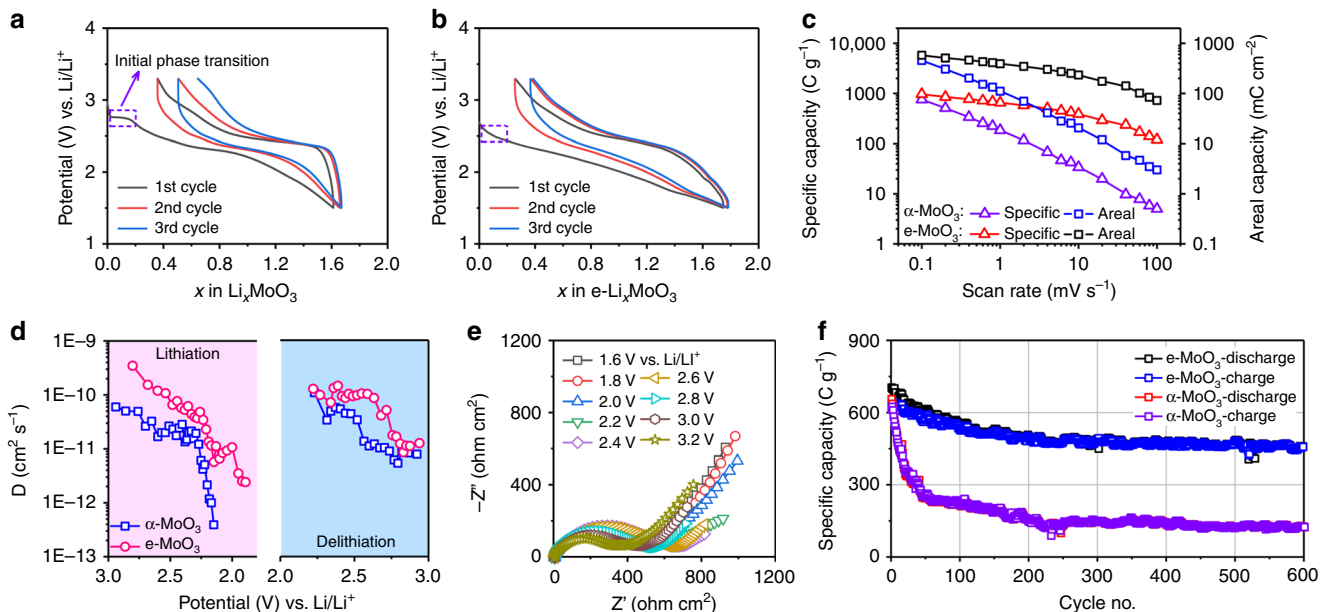 a
4
3
2
1
Potential (V) vs. Li/Li⁺
Initial phase transition
1st cycle
2nd cycle
3rd cycle
0.0 0.4 0.8 1.2 1.6 2.0
x in LiₓMoO₃
b
4
3
2
1
Potential (V) vs. Li/Li⁺
1st cycle
2nd cycle
3rd cycle
0.0 0.4 0.8 1.2 1.6 2.0
x in e-LiₓMoO₃
c
10,000
1000
100
10
1
Specific capacity (C g⁻¹)
1000
100
10
1
0.1
Areal capacity (mC cm⁻²)
α-MoO₃: Specific Areal
e-MoO₃: Specific Areal
0.1 1 10 100
Scan rate (mV s⁻¹)
d
1E–9
1E–10
1E–11
1E–12
1E–13
D (cm² s⁻¹)
Lithiation
α-MoO₃
e-MoO₃
Delithiation
3.0 2.5 2.0 2.0 2.5 3.0
Potential (V) vs. Li/Li⁺
e
1200
800
400
0
–Z″ (ohm cm²)
1.6 V vs. Li/LI⁺
1.8 V 2.6 V
2.0 V 2.8 V
2.2 V 3.0 V
2.4 V 3.2 V
0 400 800 1200
Z′ (ohm cm²)
f
900
600
300
0
Specific capacity (C g⁻¹)
e-MoO₃-discharge
e-MoO₃-charge
α-MoO₃-discharge
α-MoO₃-charge
0 100 200 300 400 500 600
Cycle no.